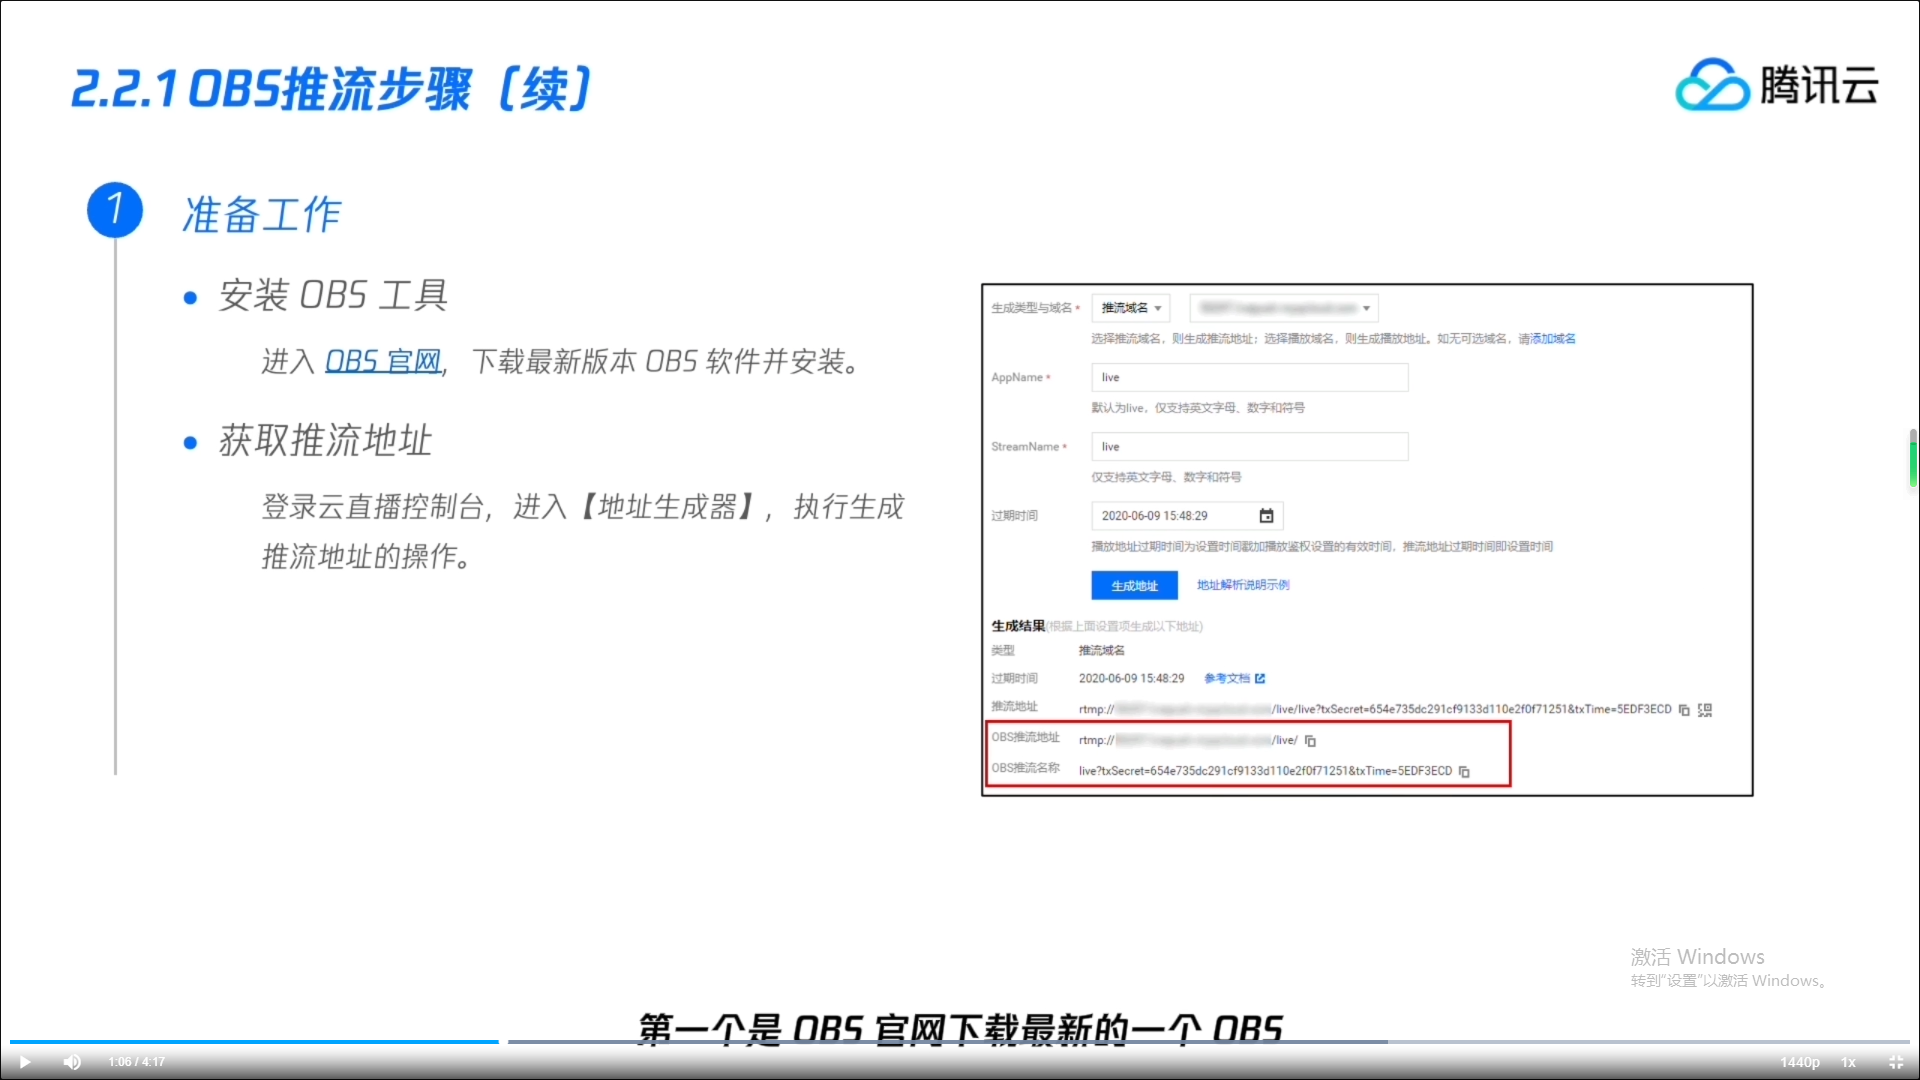 2.2.1 OBS推流步骤（续）
腾讯云
1
准备工作
安装 OBS 工具
进入 OBS 官网，下载最新版本 OBS 软件并安装。
获取推流地址
登录云直播控制台，进入【地址生成器】，执行生成
推流地址的操作。
生成类型与域名 * 推流域名
选择推流域名，则生成推流地址；选择播放域名，则生成播放地址。如无可选域名，请添加域名
AppName * live
默认为live，仅支持英文字母、数字和符号
StreamName * live
仅支持英文字母、数字和符号
过期时间 2020-06-09 15:48:29
播放地址过期时间为设置时间戳加播放鉴权设置的有效时间，推流地址过期时间即设置时间
生成地址 地址解析说明示例
生成结果(根据上面设置项生成以下地址)
类型 推流域名
过期时间 2020-06-09 15:48:29 参考文档
推流地址 rtmp:// /live/live?txSecret=654e735dc291cf9133d110e2f0f71251&txTime=5EDF3ECD
OBS推流地址 rtmp:// /live/
OBS推流名称 live?txSecret=654e735dc291cf9133d110e2f0f71251&txTime=5EDF3ECD
激活 Windows
转到“设置”以激活 Windows。
第一个是 OBS 官网下载最新的一个 OBS
1:06 / 4:17 1440p 1x